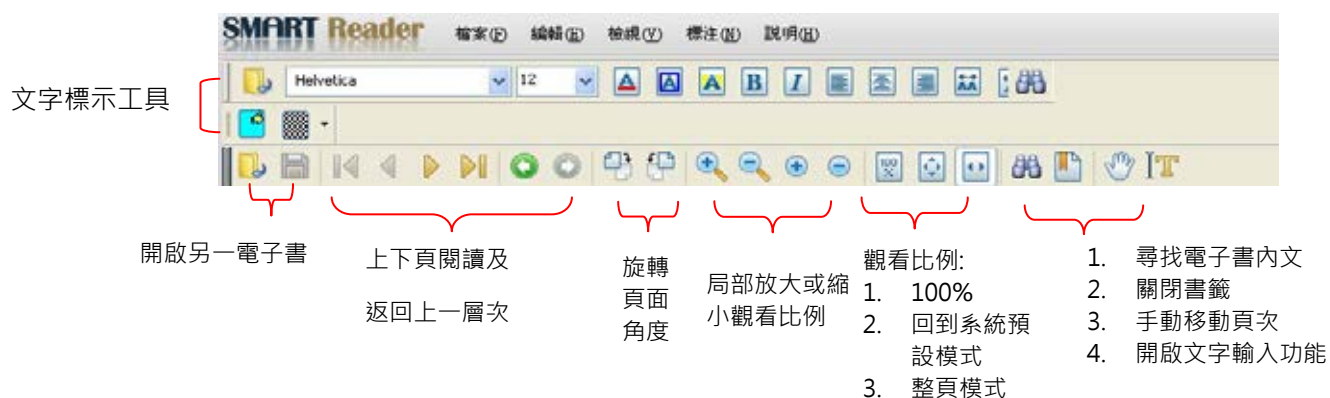 SMART Reader 檔案(F) 編輯(E) 檢視(V) 標注(N) 說明(H)
文字標示工具
Helvetica 12
開啟另一電子書
上下頁閱讀及
返回上一層次
旋轉
頁面
角度
局部放大或縮
小觀看比例
觀看比例:
1. 100%
2. 回到系統預
設模式
3. 整頁模式
1. 尋找電子書內文
2. 關閉書籤
3. 手動移動頁次
4. 開啟文字輸入功能